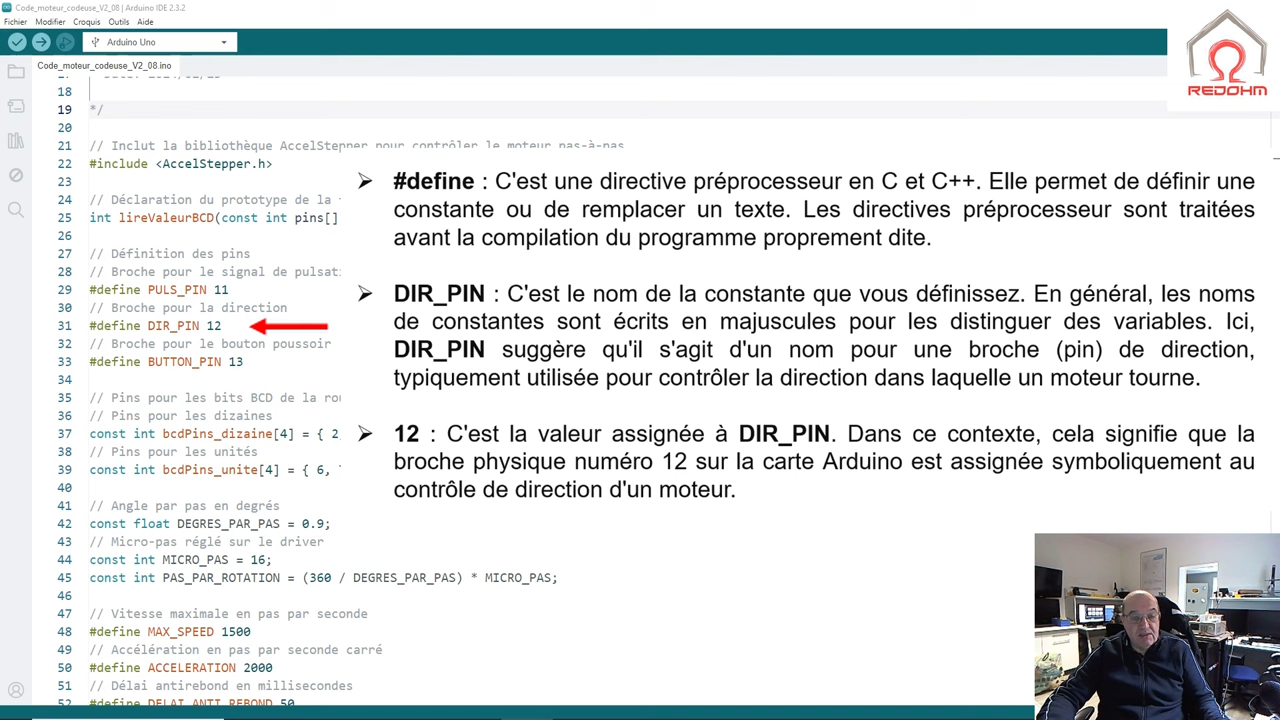 Code_moteur_codeuse_V2_08 | Arduino IDE 2.3.2
Fichier Modifier Croquis Outils Aide
Arduino Uno
REDOHM
Code_moteur_codeuse_V2_08.ino
18
19 */
20
21 // Inclut la bibliothèque AccelStepper pour contrôler le moteur pas-à-pas
22 #include <AccelStepper.h>
23
24 // Déclaration du prototype de la
25 int lireValeurBCD(const int pins[]
26
27 // Définition des pins
28 // Broche pour le signal de pulsati
29 #define PULS_PIN 11
30 // Broche pour la direction
31 #define DIR_PIN 12
32 // Broche pour le bouton poussoir
33 #define BUTTON_PIN 13
34
35 // Pins pour les bits BCD de la rou
36 // Pins pour les dizaines
37 const int bcdPins_dizaine[4] = { 2,
38 // Pins pour les unités
39 const int bcdPins_unite[4] = { 6,
40
41 // Angle par pas en degrés
42 const float DEGRES_PAR_PAS = 0.9;
43 // Micro-pas réglé sur le driver
44 const int MICRO_PAS = 16;
45 const int PAS_PAR_ROTATION = (360 / DEGRES_PAR_PAS) * MICRO_PAS;
46
47 // Vitesse maximale en pas par seconde
48 #define MAX_SPEED 1500
49 // Accélération en pas par seconde carré
50 #define ACCELERATION 2000
51 // Délai antirebond en millisecondes
52 #define DELAI_ANTI_REBOND 50
➢ #define : C'est une directive préprocesseur en C et C++. Elle permet de définir une
constante ou de remplacer un texte. Les directives préprocesseur sont traitées
avant la compilation du programme proprement dite.
➢ DIR_PIN : C'est le nom de la constante que vous définissez. En général, les noms
de constantes sont écrits en majuscules pour les distinguer des variables. Ici,
DIR_PIN suggère qu'il s'agit d'un nom pour une broche (pin) de direction,
typiquement utilisée pour contrôler la direction dans laquelle un moteur tourne.
➢ 12 : C'est la valeur assignée à DIR_PIN. Dans ce contexte, cela signifie que la
broche physique numéro 12 sur la carte Arduino est assignée symboliquement au
contrôle de direction d'un moteur.